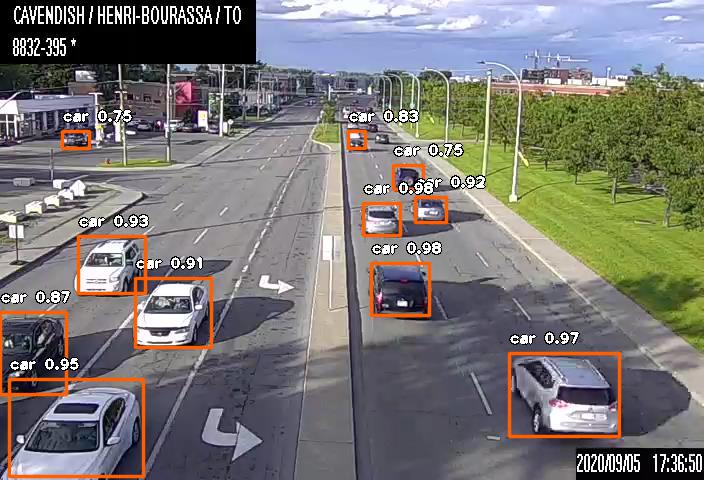 CAVENDISH / HENRI-BOURASSA / TO
8832-395 *
car 0.75
car 0.83
car 0.75
car 0.98
car 0.92
car 0.93
car 0.91
car 0.98
car 0.87
car 0.97
car 0.95
2020/09/05 17:36:50